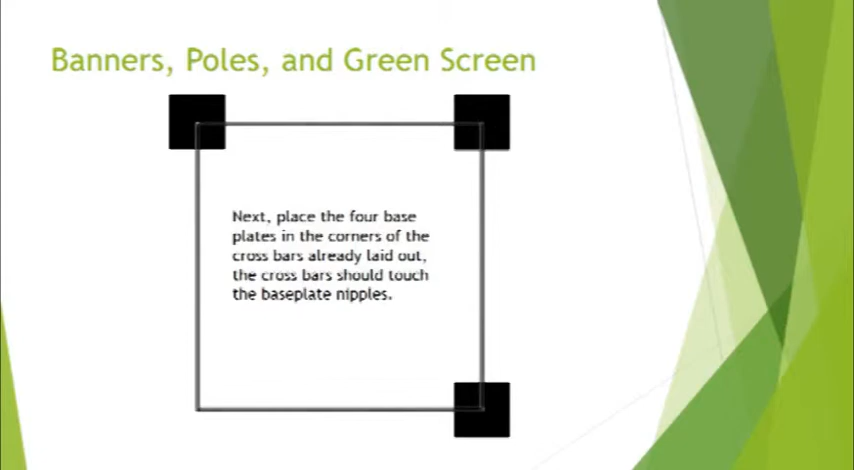 Banners, Poles, and Green Screen
Next, place the four base
plates in the corners of the
cross bars already laid out,
the cross bars should touch
the baseplate nipples.